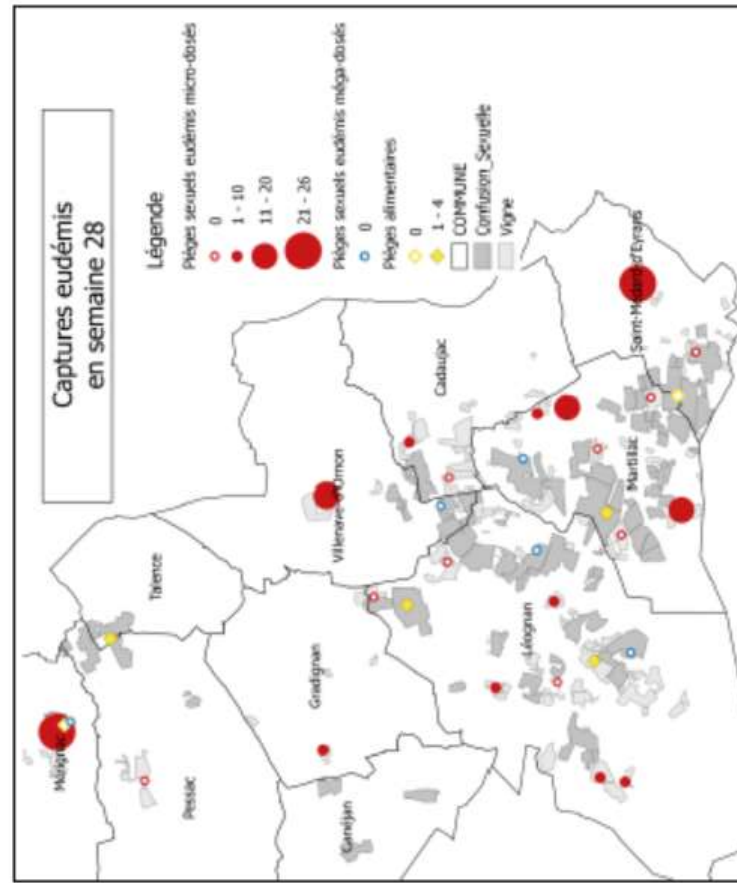 Captures eudémis
en semaine 28
Légende
Pièges sexuels eudémis micro-dosés
0
1 - 10
11 - 20
21 - 26
Pièges sexuels eudémis méga-dosés
0
Pièges alimentaires
0
1 - 4
COMMUNE
Confusion_Sexuelle
Vigne
Mérignac
Talence
Pessac
Villenave-d'Ornon
Gradignan
Canéjan
Cadaujac
Saint-Médard-d'Eyrans
Martillac
Léognan